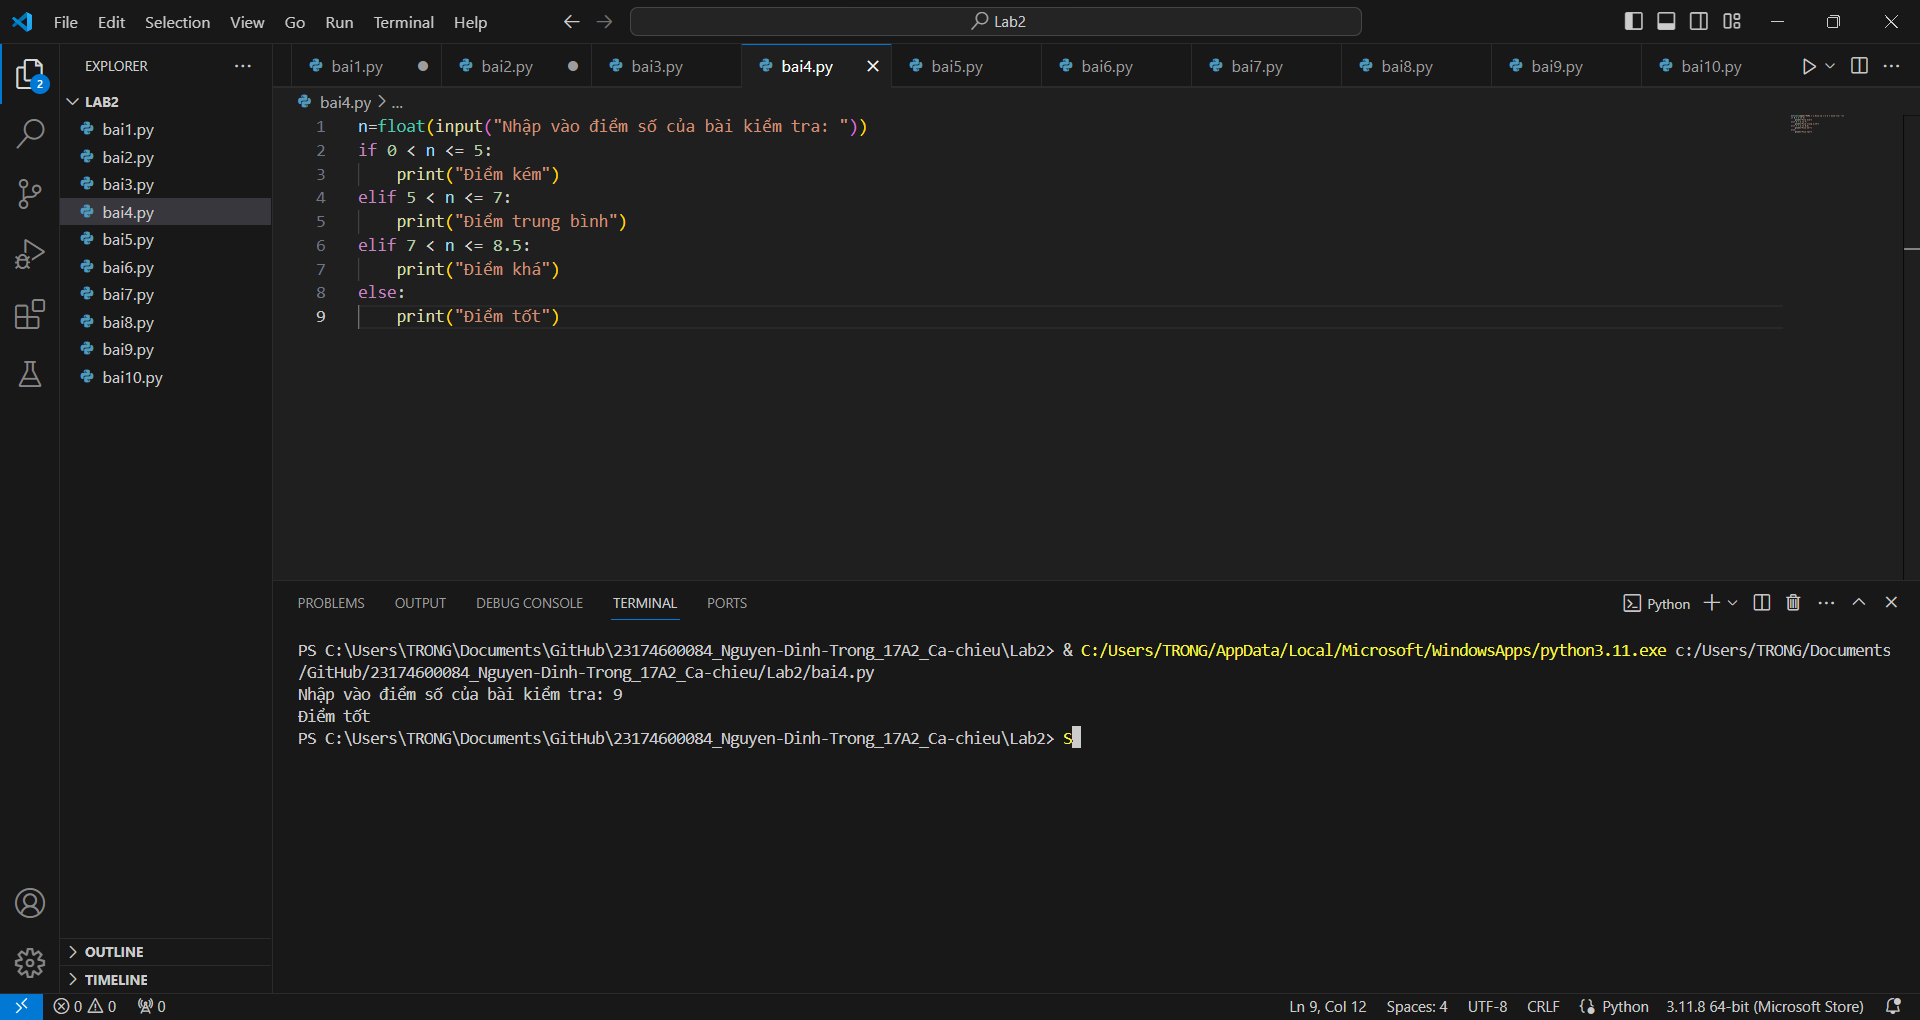 File Edit Selection View Go Run Terminal Help
Lab2
EXPLORER
bai1.py bai2.py bai3.py bai4.py bai5.py bai6.py bai7.py bai8.py bai9.py bai10.py
2
LAB2
bai1.py
bai2.py
bai3.py
bai4.py
bai5.py
bai6.py
bai7.py
bai8.py
bai9.py
bai10.py
OUTLINE
TIMELINE
bai4.py > ...
1 n=float(input("Nhập vào điểm số của bài kiểm tra: "))
2 if 0 < n <= 5:
3     print("Điểm kém")
4 elif 5 < n <= 7:
5     print("Điểm trung bình")
6 elif 7 < n <= 8.5:
7     print("Điểm khá")
8 else:
9     print("Điểm tốt")
PROBLEMS OUTPUT DEBUG CONSOLE TERMINAL PORTS
Python
PS C:\Users\TRONG\Documents\GitHub\23174600084_Nguyen-Dinh-Trong_17A2_Ca-chieu\Lab2> & C:/Users/TRONG/AppData/Local/Microsoft/WindowsApps/python3.11.exe c:/Users/TRONG/Documents
/GitHub/23174600084_Nguyen-Dinh-Trong_17A2_Ca-chieu/Lab2/bai4.py
Nhập vào điểm số của bài kiểm tra: 9
Điểm tốt
PS C:\Users\TRONG\Documents\GitHub\23174600084_Nguyen-Dinh-Trong_17A2_Ca-chieu\Lab2> S
0 0 0
Ln 9, Col 12 Spaces: 4 UTF-8 CRLF {} Python 3.11.8 64-bit (Microsoft Store)